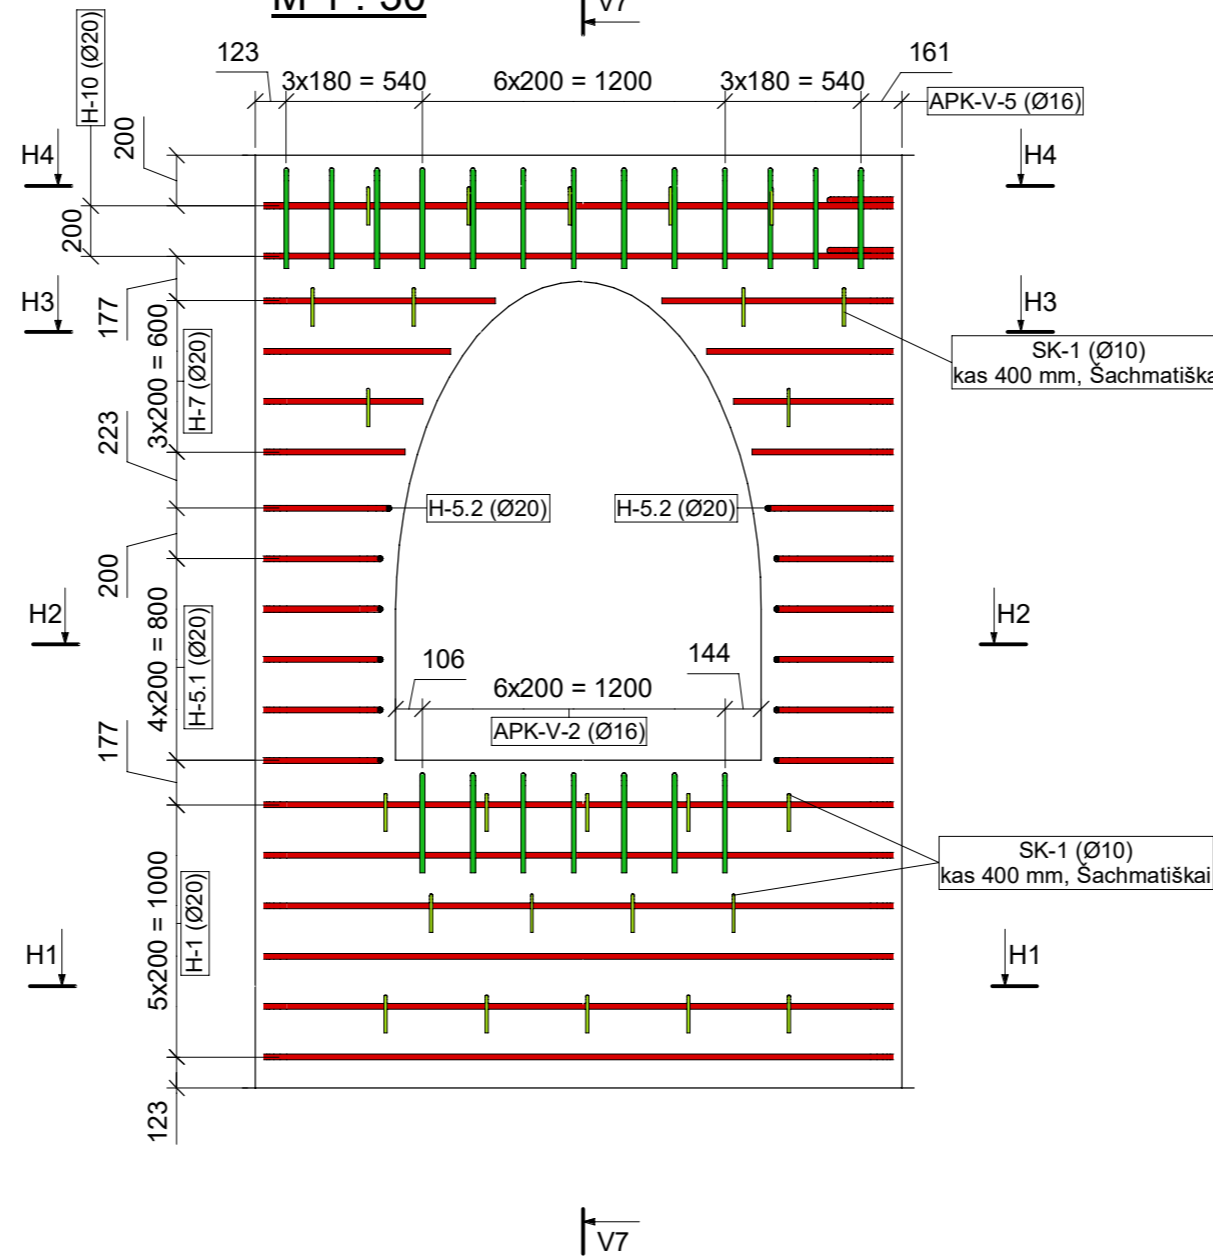 M 1 : 50
V7
H-10 (Ø20)
123
3x180 = 540
6x200 = 1200
3x180 = 540
161
APK-V-5 (Ø16)
200
H4
H4
200
177
H3
H3
3x200 = 600
H-7 (Ø20)
SK-1 (Ø10)
kas 400 mm, Šachmatiška
223
H-5.2 (Ø20)
H-5.2 (Ø20)
200
H2
H2
4x200 = 800
H-5.1 (Ø20)
106
144
6x200 = 1200
APK-V-2 (Ø16)
177
SK-1 (Ø10)
kas 400 mm, Šachmatiškai
5x200 = 1000
H-1 (Ø20)
H1
H1
123
V7